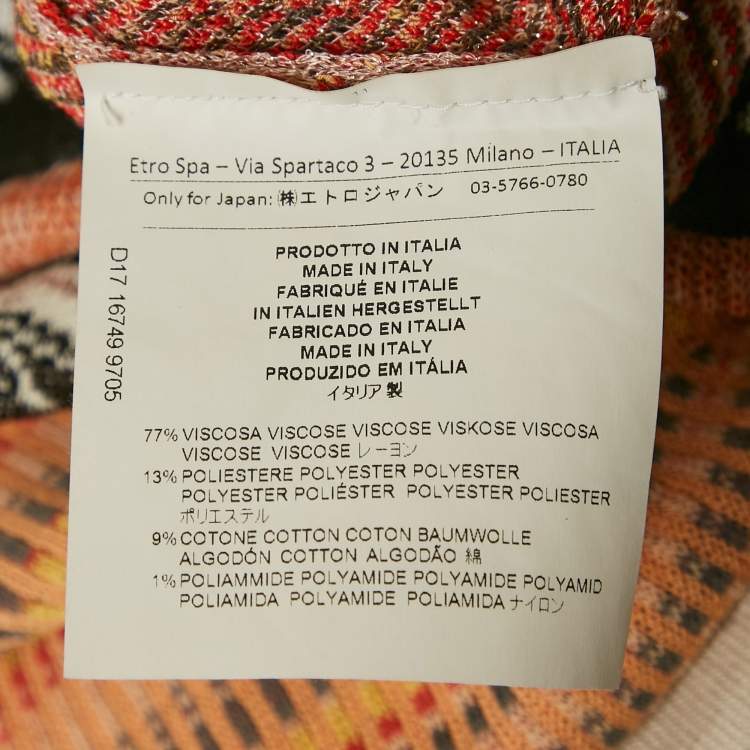 Etro Spa – Via Spartaco 3 – 20135 Milano – ITALIA
Only for Japan: ㈱エトロジャパン 03-5766-0780
D17 16749 9705
PRODOTTO IN ITALIA
MADE IN ITALY
FABRIQUÉ EN ITALIE
IN ITALIEN HERGESTELLT
FABRICADO EN ITALIA
MADE IN ITALY
PRODUZIDO EM ITÁLIA
イタリア製
77% VISCOSA VISCOSE VISCOSE VISKOSE VISCOSA
VISCOSE VISCOSE レーヨン
13% POLIESTERE POLYESTER POLYESTER
POLYESTER POLIÉSTER POLYESTER POLIESTER
ポリエステル
9% COTONE COTTON COTON BAUMWOLLE
ALGODÓN COTTON ALGODÃO 綿
1% POLIAMMIDE POLYAMIDE POLYAMIDE POLYAMID
POLIAMIDA POLYAMIDE POLIAMIDA ナイロン